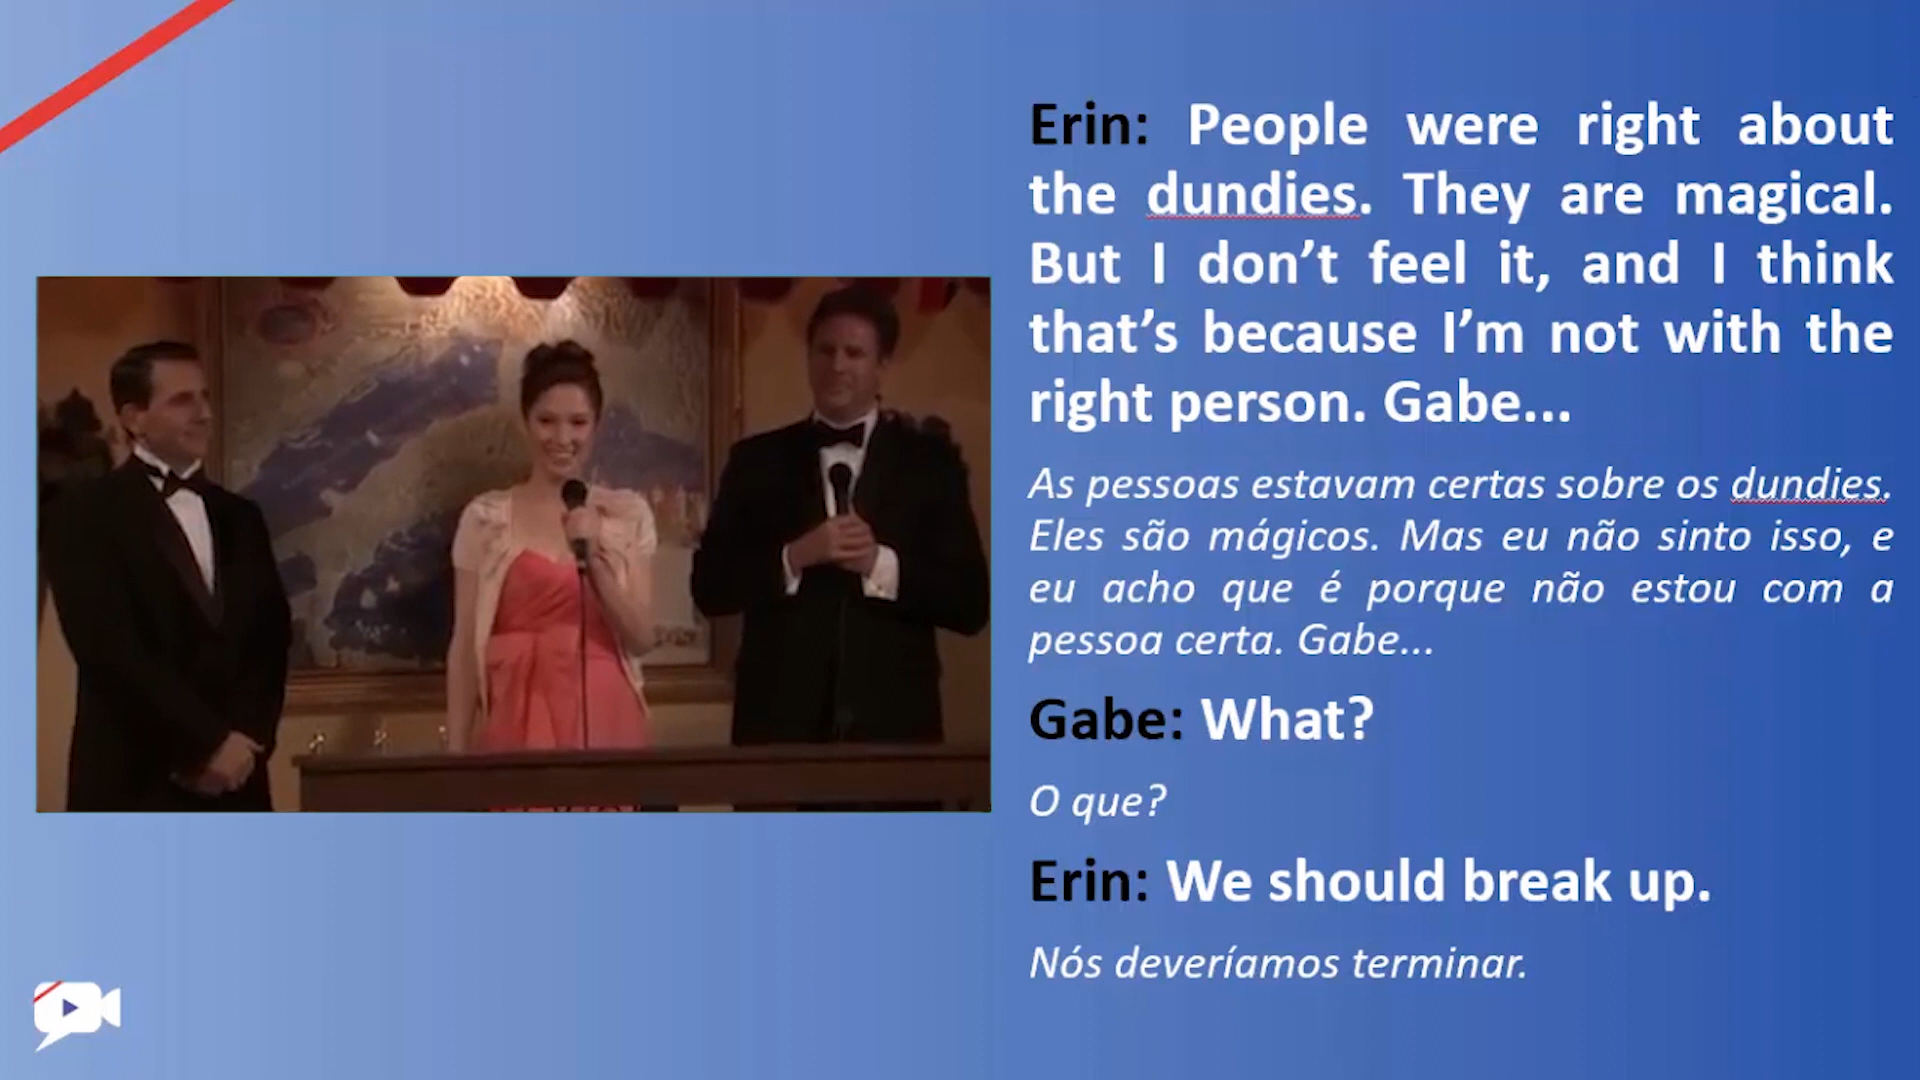 Erin: People were right about
the dundies. They are magical.
But I don’t feel it, and I think
that’s because I’m not with the
right person. Gabe...
As pessoas estavam certas sobre os dundies.
Eles são mágicos. Mas eu não sinto isso, e
eu acho que é porque não estou com a
pessoa certa. Gabe...
Gabe: What?
O que?
Erin: We should break up.
Nós deveríamos terminar.